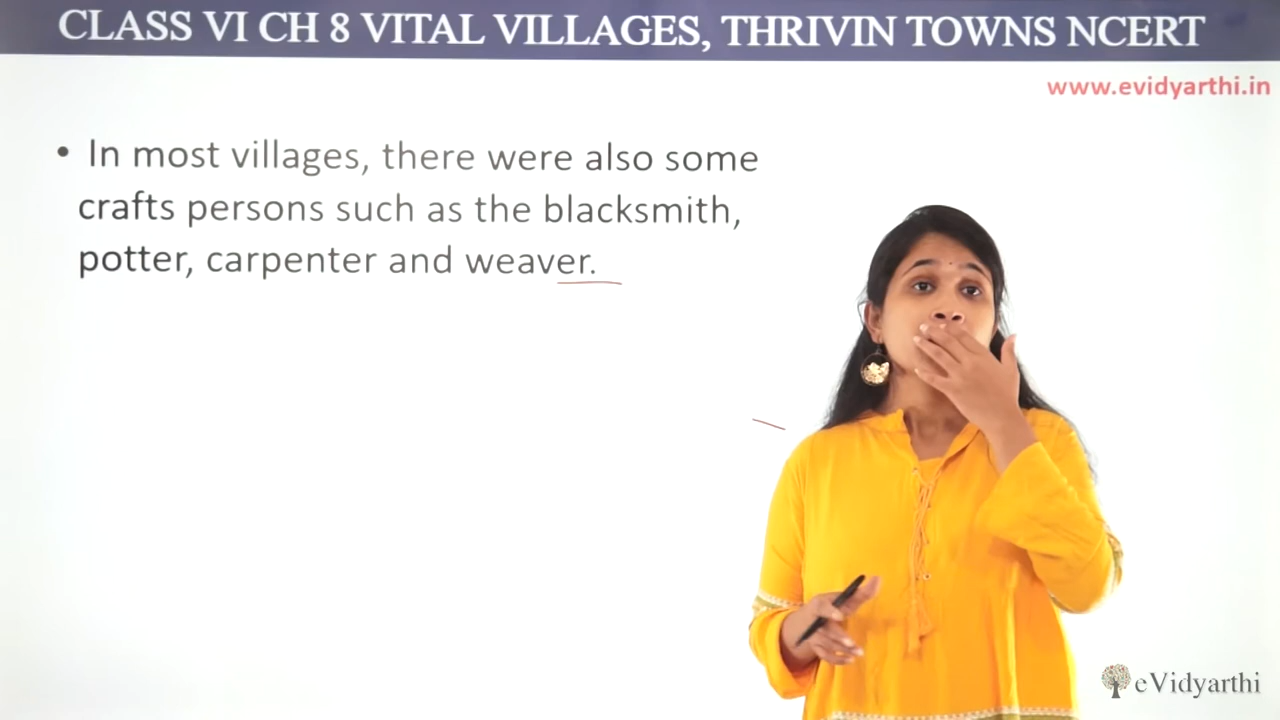 CLASS VI CH 8 VITAL VILLAGES, THRIVIN TOWNS NCERT
www.evidyarthi.in
• In most villages, there were also some
crafts persons such as the blacksmith,
potter, carpenter and weaver.
eVidyarthi